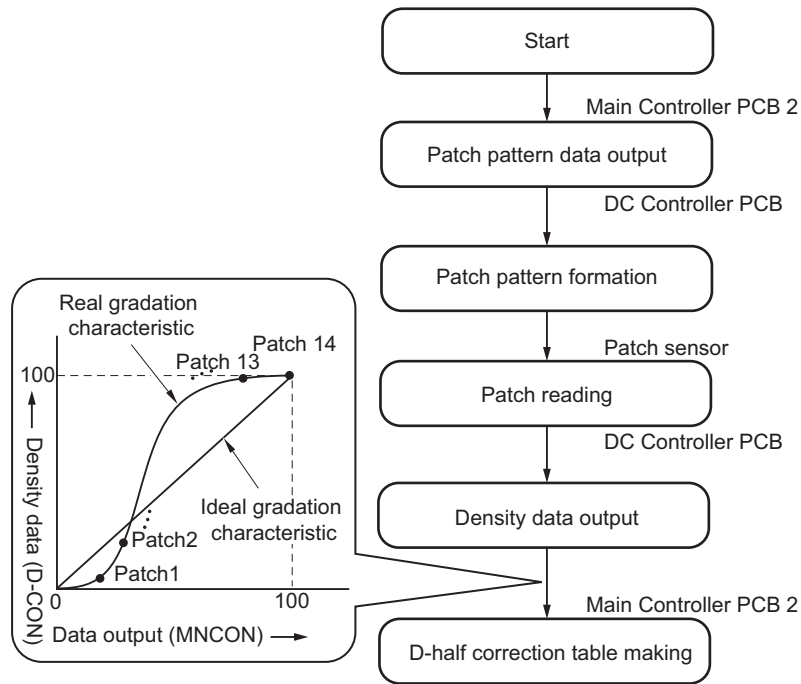 Start
Main Controller PCB 2
Patch pattern data output
DC Controller PCB
Patch pattern formation
Patch sensor
Patch reading
DC Controller PCB
Density data output
Main Controller PCB 2
D-half correction table making
Real gradation
characteristic
Patch 14
Patch 13
100
Density data (D-CON)
Ideal gradation
characteristic
Patch2
Patch1
0
100
Data output (MNCON)